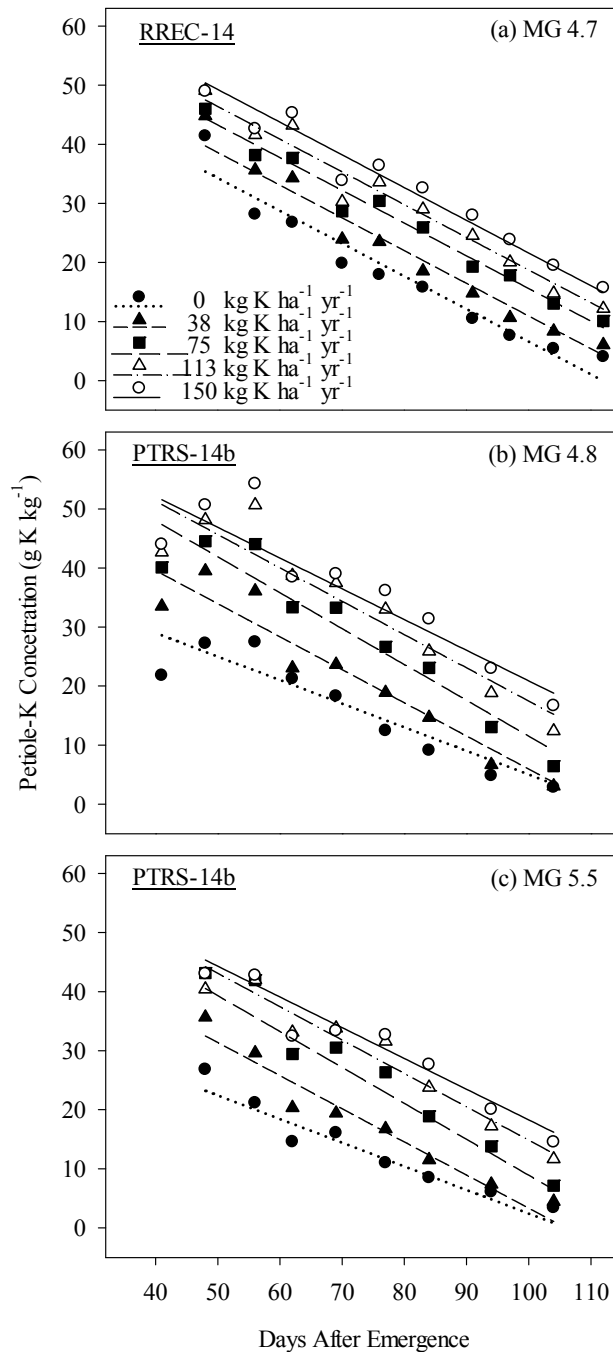 60
RREC-14
(a) MG 4.7
50
40
30
20
0 kg K ha⁻¹ yr⁻¹
38 kg K ha⁻¹ yr⁻¹
10
75 kg K ha⁻¹ yr⁻¹
113 kg K ha⁻¹ yr⁻¹
0
150 kg K ha⁻¹ yr⁻¹
Petiole-K Concetration (g K kg⁻¹)
60
PTRS-14b
(b) MG 4.8
50
40
30
20
10
0
60
PTRS-14b
(c) MG 5.5
50
40
30
20
10
0
40 50 60 70 80 90 100 110
Days After Emergence